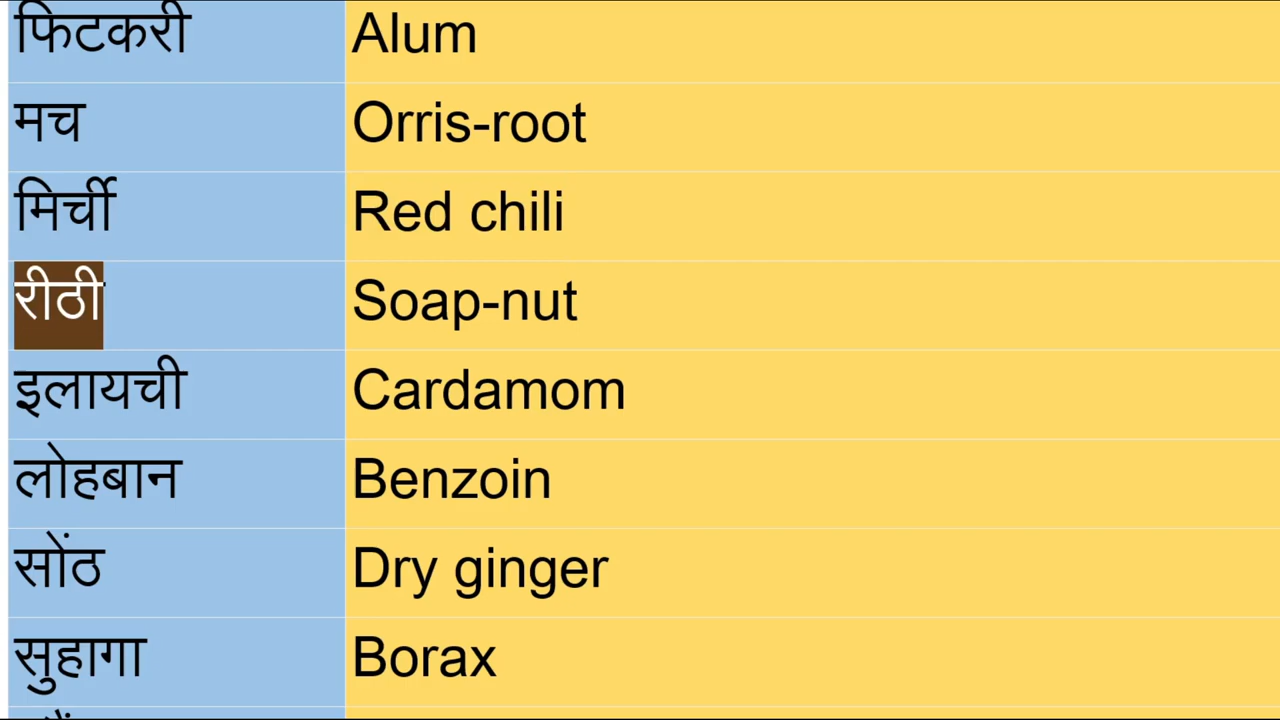 फिटकरी Alum
मच Orris-root
मिर्ची Red chili
रीठी Soap-nut
इलायची Cardamom
लोहबान Benzoin
सोंठ Dry ginger
सुहागा Borax